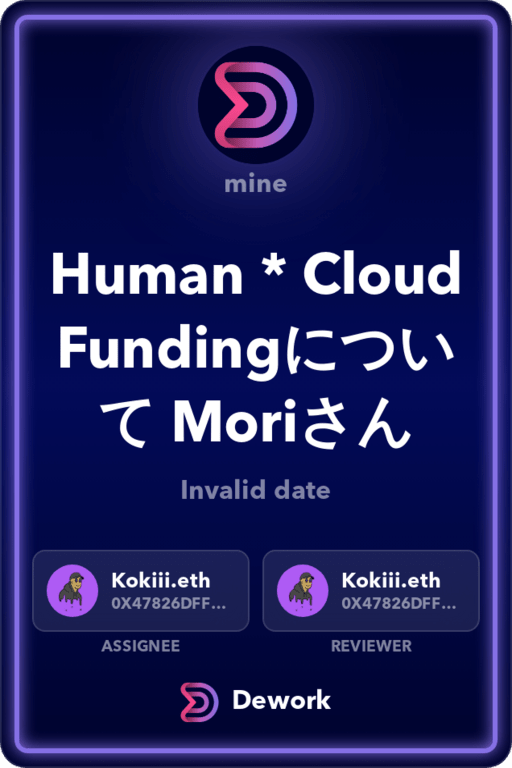 mine
Human * Cloud
Fundingについ
て Moriさん
Invalid date
Kokiii.eth
0X47826DFF...
ASSIGNEE
Kokiii.eth
0X47826DFF...
REVIEWER
Dework